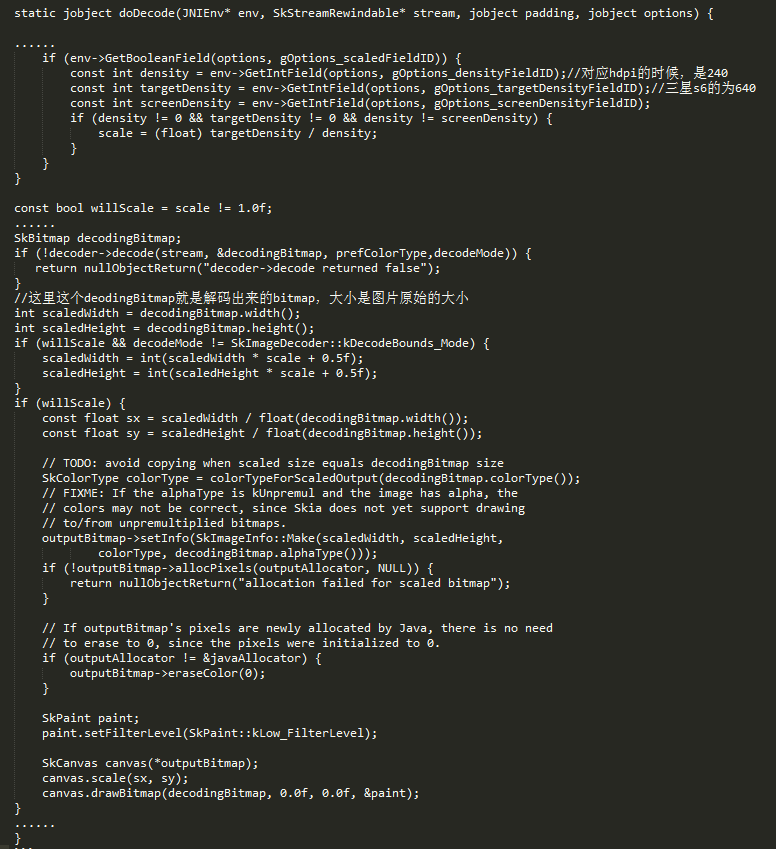 static jobject doDecode(JNIEnv* env, SkStreamRewindable* stream, jobject padding, jobject options) {
......
if (env->GetBooleanField(options, gOptions_scaledFieldID)) {
const int density = env->GetIntField(options, gOptions_densityFieldID);//对应hdpi的时候，是240
const int targetDensity = env->GetIntField(options, gOptions_targetDensityFieldID);//三星s6的为640
const int screenDensity = env->GetIntField(options, gOptions_screenDensityFieldID);
if (density != 0 && targetDensity != 0 && density != screenDensity) {
scale = (float) targetDensity / density;
}
}
}
const bool willScale = scale != 1.0f;
......
SkBitmap decodingBitmap;
if (!decoder->decode(stream, &decodingBitmap, prefColorType,decodeMode)) {
return nullObjectReturn("decoder->decode returned false");
}
//这里这个deodingBitmap就是解码出来的bitmap，大小是图片原始的大小
int scaledWidth = decodingBitmap.width();
int scaledHeight = decodingBitmap.height();
if (willScale && decodeMode != SkImageDecoder::kDecodeBounds_Mode) {
scaledWidth = int(scaledWidth * scale + 0.5f);
scaledHeight = int(scaledHeight * scale + 0.5f);
}
if (willScale) {
const float sx = scaledWidth / float(decodingBitmap.width());
const float sy = scaledHeight / float(decodingBitmap.height());
// TODO: avoid copying when scaled size equals decodingBitmap size
SkColorType colorType = colorTypeForScaledOutput(decodingBitmap.colorType());
// FIXME: If the alphaType is kUnpremul and the image has alpha, the
// colors may not be correct, since Skia does not yet support drawing
// to/from unpremultiplied bitmaps.
outputBitmap->setInfo(SkImageInfo::Make(scaledWidth, scaledHeight,
colorType, decodingBitmap.alphaType()));
if (!outputBitmap->allocPixels(outputAllocator, NULL)) {
return nullObjectReturn("allocation failed for scaled bitmap");
}
// If outputBitmap's pixels are newly allocated by Java, there is no need
// to erase to 0, since the pixels were initialized to 0.
if (outputAllocator != &javaAllocator) {
outputBitmap->eraseColor(0);
}
SkPaint paint;
paint.setFilterLevel(SkPaint::kLow_FilterLevel);
SkCanvas canvas(*outputBitmap);
canvas.scale(sx, sy);
canvas.drawBitmap(decodingBitmap, 0.0f, 0.0f, &paint);
}
......
}